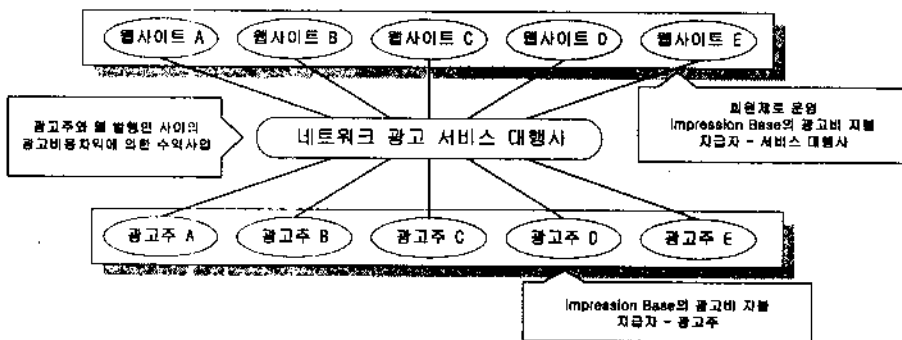 웹사이트 A 웹사이트 B 웹사이트 C 웹사이트 D 웹사이트 E
광고주와 웹 발행인 사이의
광고비용차익에 의한 수익사업
네트워크 광고 서비스 대행사
회원제로 운영
Impression Base의 광고비 지불
지급자 - 서비스 대행사
광고주 A 광고주 B 광고주 C 광고주 D 광고주 E
Impression Base의 광고비 지불
지급자 - 광고주